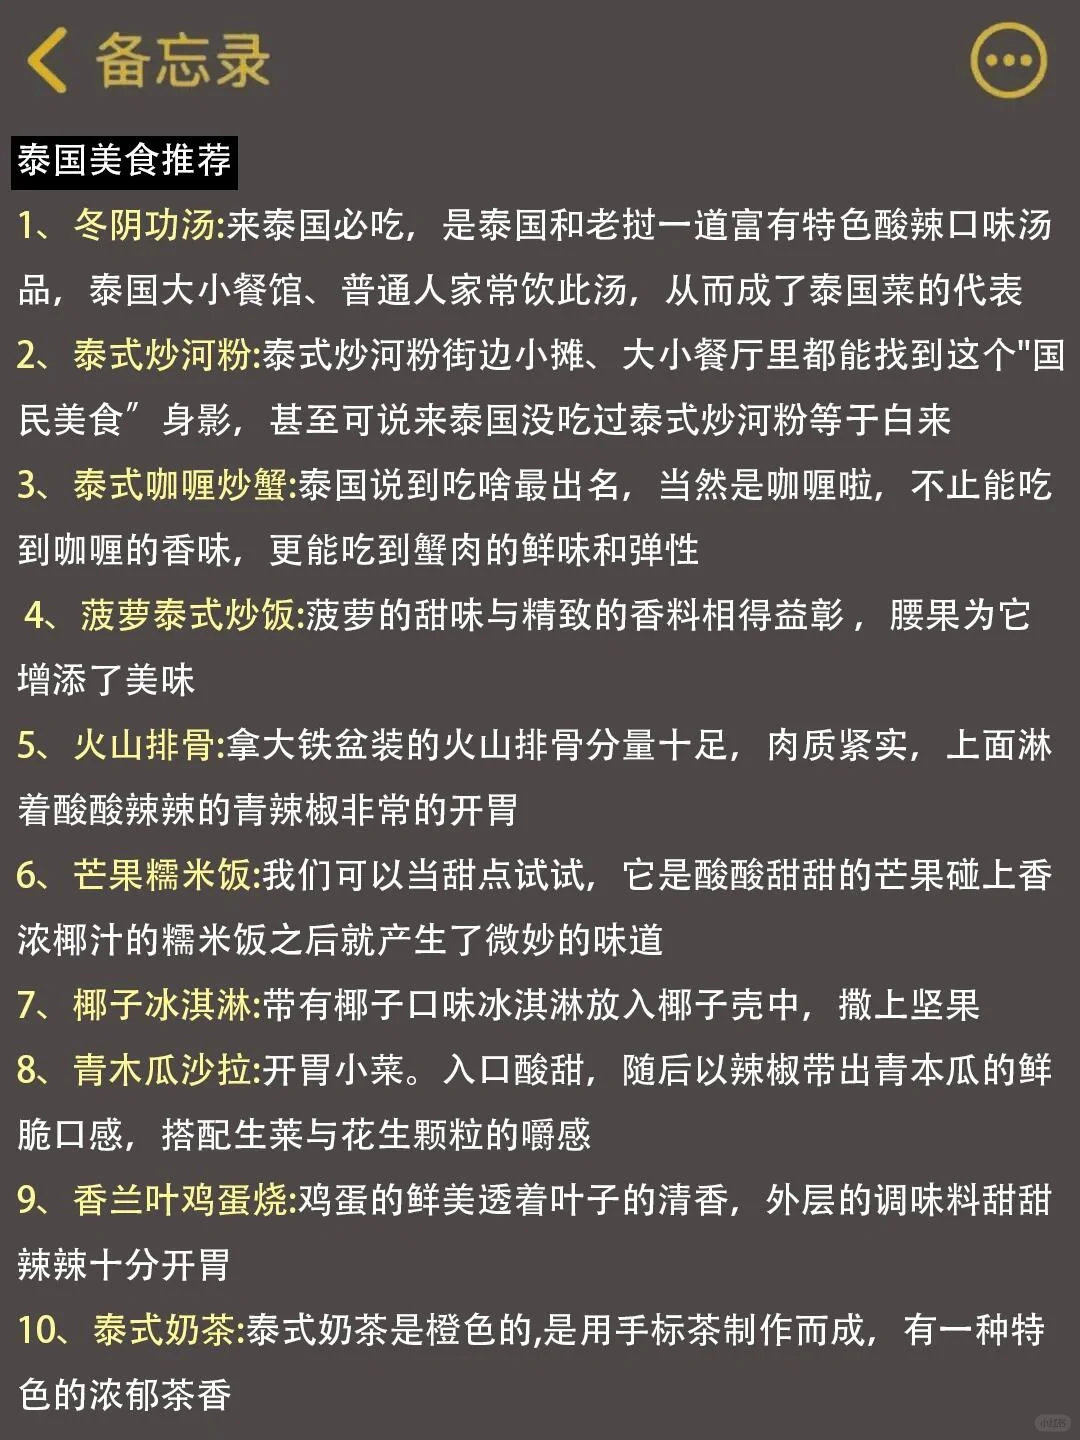 备忘录
泰国美食推荐
1、冬阴功汤:来泰国必吃，是泰国和老挝一道富有特色酸辣口味汤
品，泰国大小餐馆、普通人家常饮此汤，从而成了泰国菜的代表
2、泰式炒河粉:泰式炒河粉街边小摊、大小餐厅里都能找到这个"国
民美食”身影，甚至可说来泰国没吃过泰式炒河粉等于白来
3、泰式咖喱炒蟹:泰国说到吃啥最出名，当然是咖喱啦，不止能吃
到咖喱的香味，更能吃到蟹肉的鲜味和弹性
4、菠萝泰式炒饭:菠萝的甜味与精致的香料相得益彰，腰果为它
增添了美味
5、火山排骨:拿大铁盆装的火山排骨分量十足，肉质紧实，上面淋
着酸酸辣辣的青辣椒非常的开胃
6、芒果糯米饭:我们可以当甜点试试，它是酸酸甜甜的芒果碰上香
浓椰汁的糯米饭之后就产生了微妙的味道
7、椰子冰淇淋:带有椰子口味冰淇淋放入椰子壳中，撒上坚果
8、青木瓜沙拉:开胃小菜。入口酸甜，随后以辣椒带出青本瓜的鲜
脆口感，搭配生莱与花生颗粒的嚼感
9、香兰叶鸡蛋烧:鸡蛋的鲜美透着叶子的清香，外层的调味料甜甜
辣辣十分开胃
10、泰式奶茶:泰式奶茶是橙色的,是用手标茶制作而成，有一种特
色的浓郁茶香
小红书